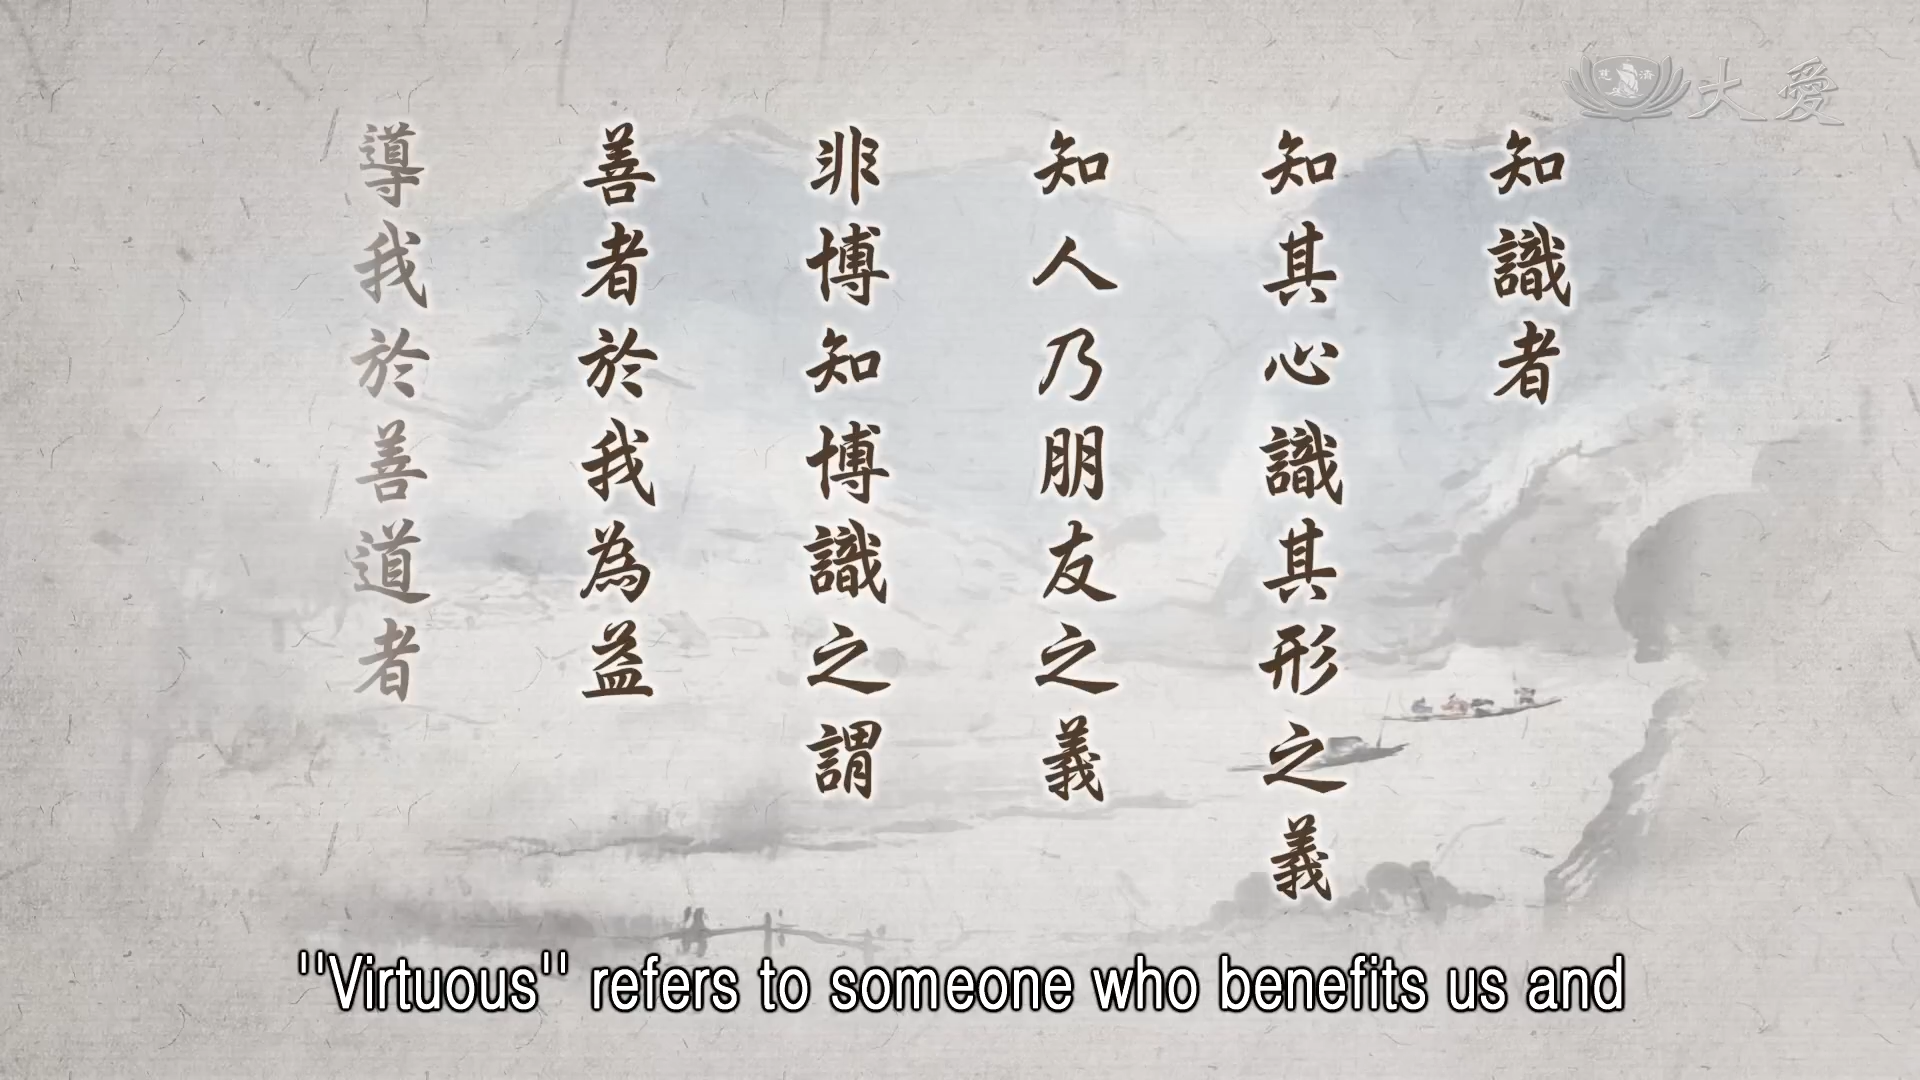 知識者
知其心識其形之義
知人乃朋友之義
非博知博識之謂
善者於我為益
導我於善道者
大愛
慈濟
''Virtuous'' refers to someone who benefits us and